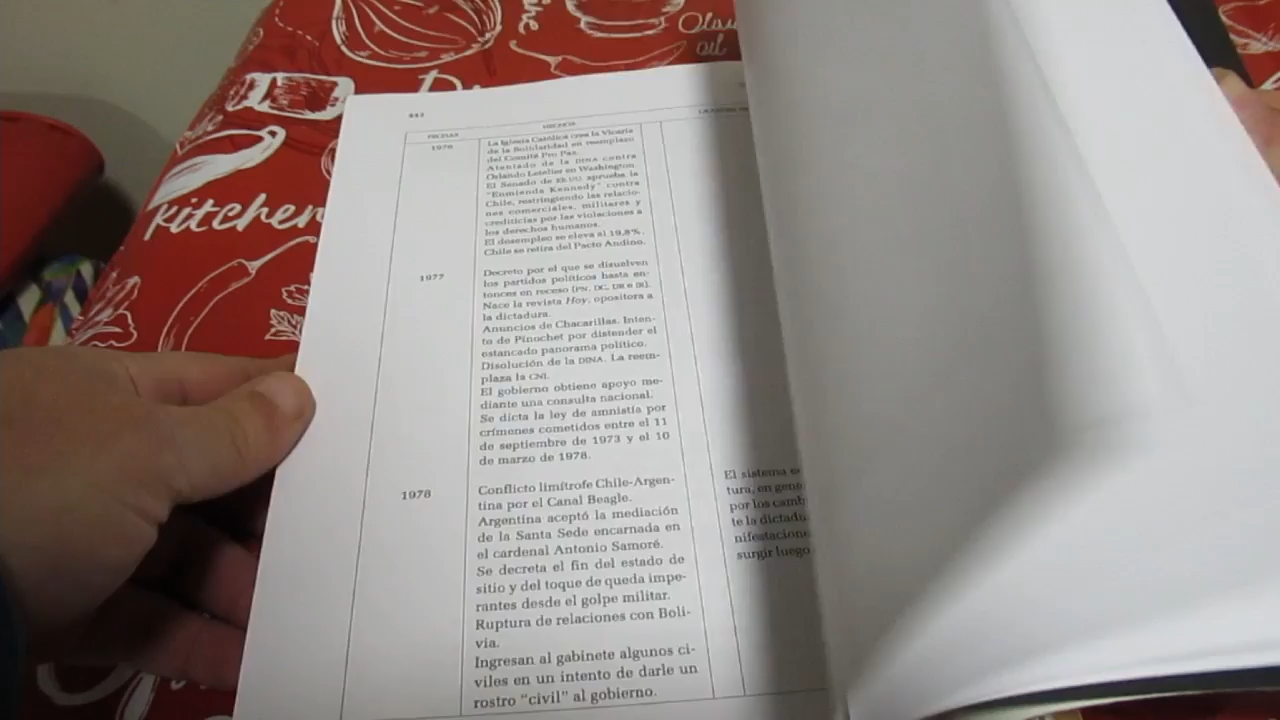 Olive
oil
kitchen
443
FECHAS
HECHOS
1976
La Iglesia Católica crea la Vicaría
de la Solidaridad en reemplazo
del Comité Pro Paz.
Atentado de la DINA contra
Orlando Letelier en Washington.
El Senado de EE.UU. aprueba la
"Enmienda Kennedy" contra
Chile, restringiendo las relacio-
nes comerciales, militares y
crediticias por las violaciones a
los derechos humanos.
El desempleo se eleva al 19,8%.
Chile se retira del Pacto Andino.
1977
Decreto por el que se disuelven
los partidos políticos hasta en-
tonces en receso (PN, DC, DR e IR).
Nace la revista Hoy, opositora a
la dictadura.
Anuncios de Chacarillas. Inten-
to de Pinochet por distender el
estancado panorama político.
Disolución de la DINA. La reem-
plaza la CNI.
El gobierno obtiene apoyo me-
diante una consulta nacional.
Se dicta la ley de amnistía por
crímenes cometidos entre el 11
de septiembre de 1973 y el 10
de marzo de 1978.
1978
Conflicto limítrofe Chile-Argen-
tina por el Canal Beagle.
Argentina aceptó la mediación
de la Santa Sede encarnada en
el cardenal Antonio Samoré.
Se decreta el fin del estado de
sitio y del toque de queda impe-
rantes desde el golpe militar.
Ruptura de relaciones con Boli-
via.
Ingresan al gabinete algunos ci-
viles en un intento de darle un
rostro "civil" al gobierno.
El sistema
tura, en gene
por los camb
te la dictadu
nifestacione
surgir luego